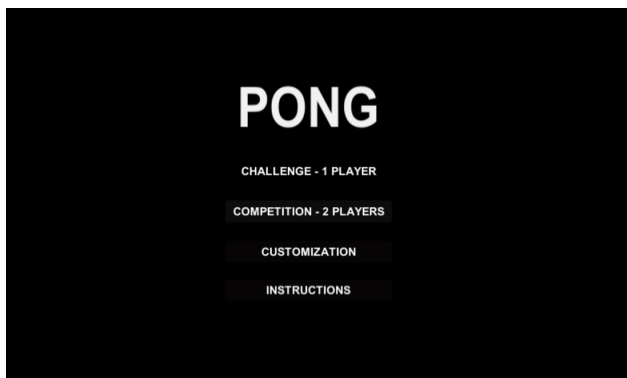 PONG
CHALLENGE - 1 PLAYER
COMPETITION - 2 PLAYERS
CUSTOMIZATION
INSTRUCTIONS